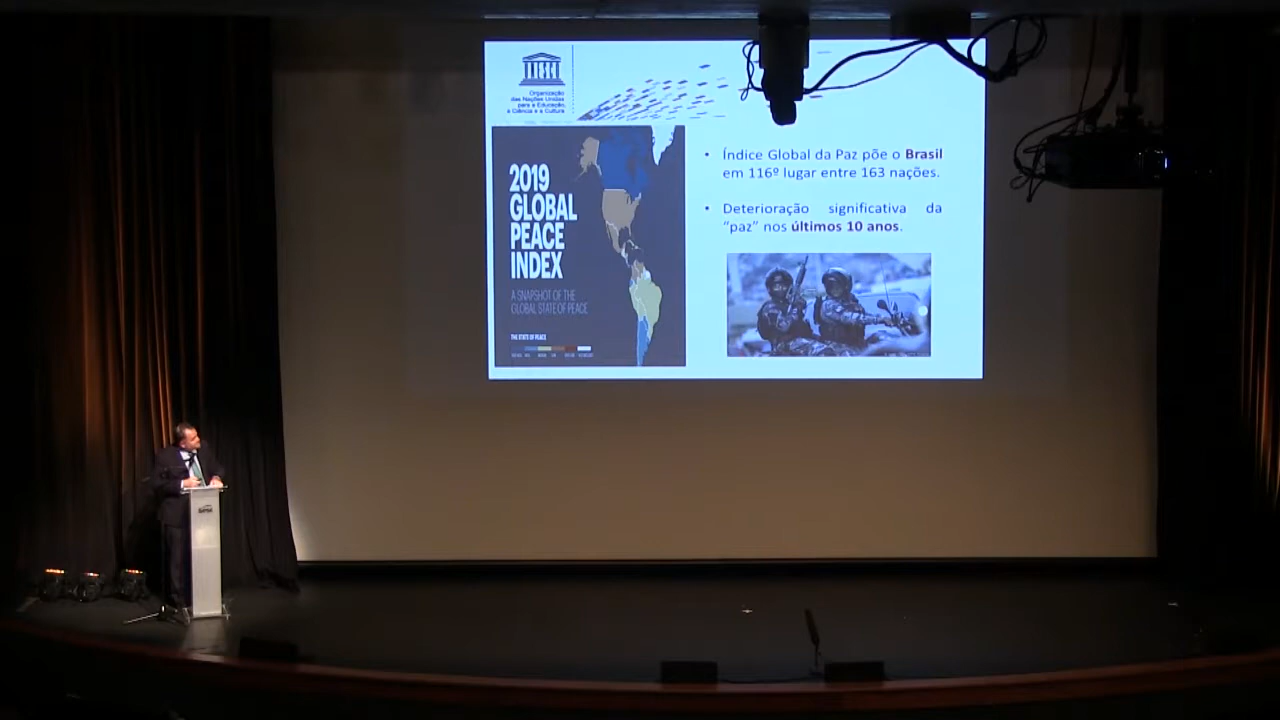 Organização
das Nações Unidas
para a Educação,
a Ciência e a Cultura
2019
GLOBAL
PEACE
INDEX
A SNAPSHOT OF THE
GLOBAL STATE OF PEACE
THE STATE OF PEACE
• Índice Global da Paz põe o Brasil
em 116º lugar entre 163 nações.
• Deterioração significativa da
“paz” nos últimos 10 anos.